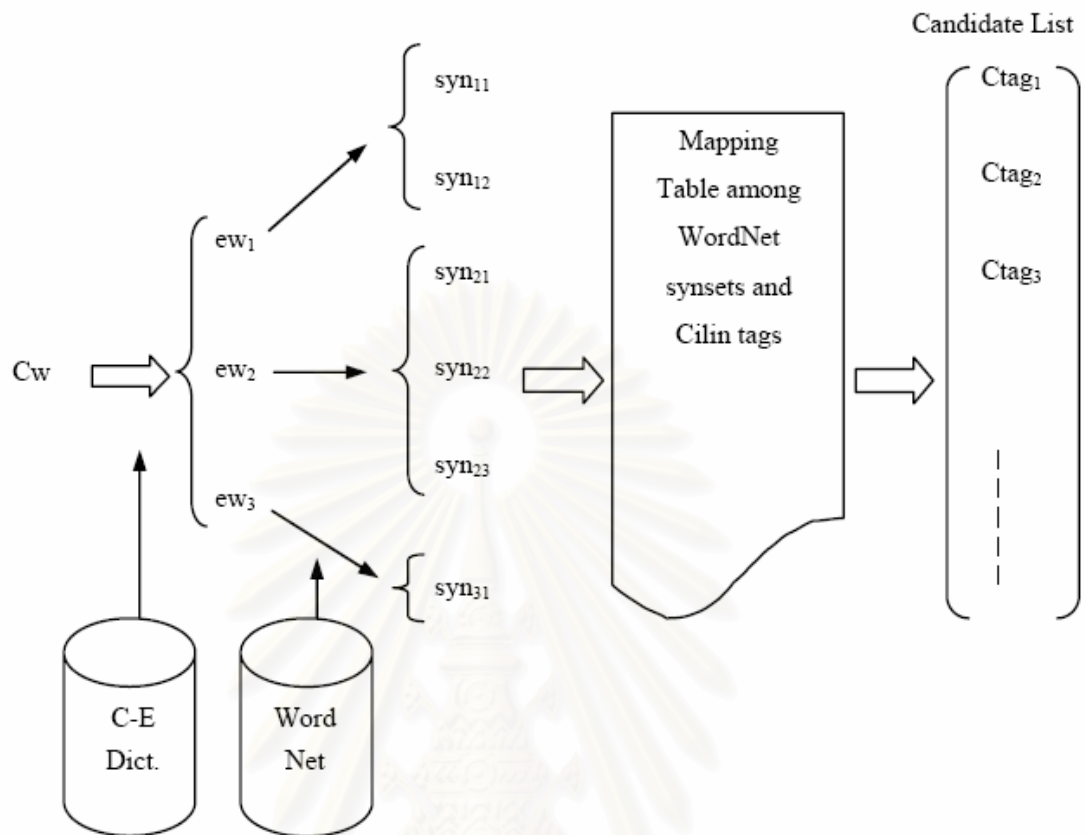 Candidate List
Cw
ew₁
ew₂
ew₃
syn₁₁
syn₁₂
syn₂₁
syn₂₂
syn₂₃
syn₃₁
Mapping
Table among
WordNet
synsets and
Cilin tags
Ctag₁
Ctag₂
Ctag₃
C-E
Dict.
Word
Net